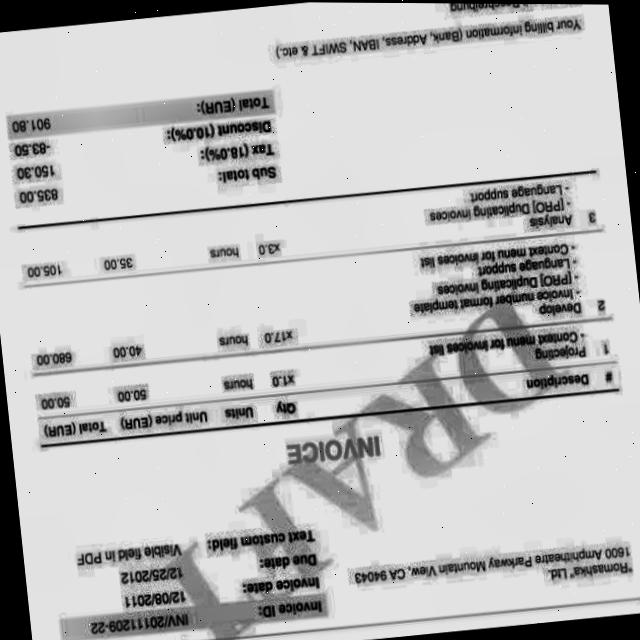 Invoice ID: INV/20111209-22
Invoice date: 12/08/2011
Due date: 12/25/2012
Text custom field: Visible field in PDF
"Romashka" Ltd.
1600 Amphitheatre Parkway Mountain View, CA 94043
DRAFT
INVOICE
# Description Qty Units Unit price (EUR) Total (EUR)
1 Projecting x1.0 hours 50.00 50.00
- Context menu for invoices list
2 Develop x17.0 hours 40.00 680.00
- Invoice number format template
- [PRO] Duplicating invoices
- Language support
- Context menu for invoices list
3 Analysis x3.0 hours 35.00 105.00
- [PRO] Duplicating invoices
- Language support
Sub total: 835.00
Tax (18.0%): 150.30
Discount (10.0%): -83.50
Total (EUR): 901.80
Your billing information (Bank, Address, IBAN, SWIFT & etc.)